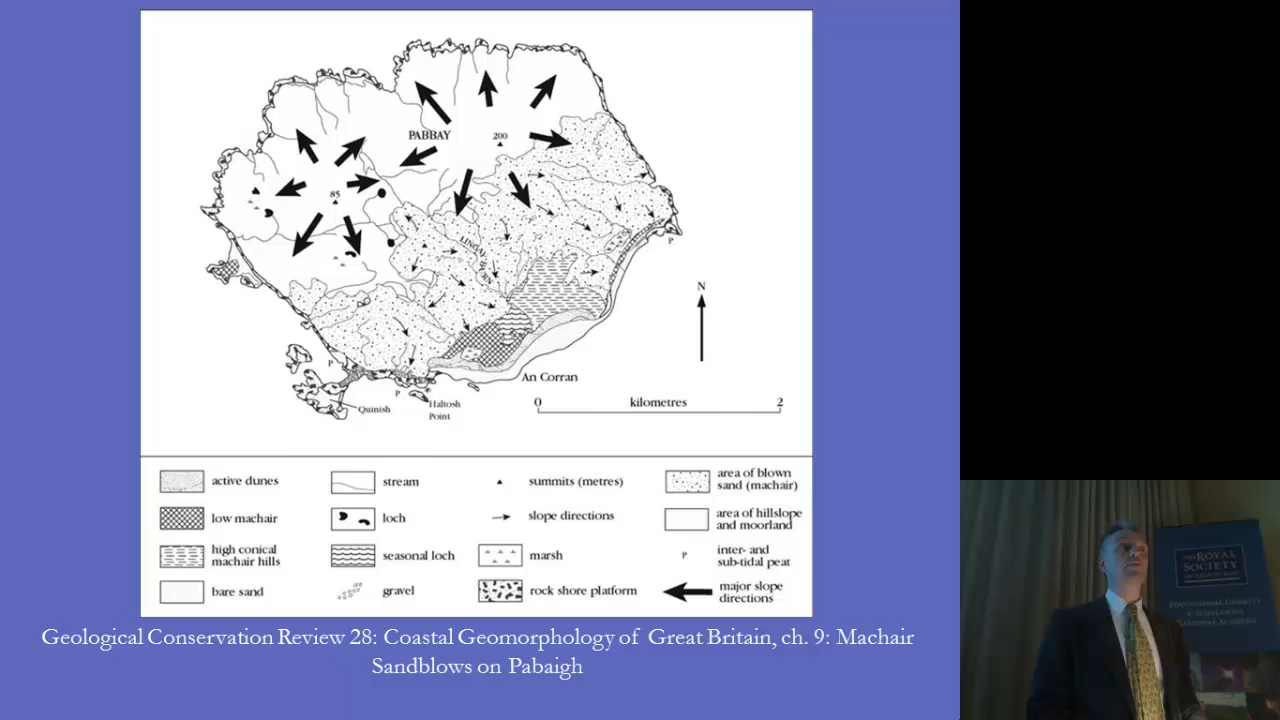 PABBAY
200
85
N
P
P
P
An Corran
Quinish
Haltosh
Point
0 kilometres 2
active dunes
stream
summits (metres)
area of blown
sand (machair)
low machair
loch
slope directions
area of hillslope
and moorland
high conical
machair hills
seasonal loch
marsh
P inter- and
sub-tidal peat
bare sand
gravel
rock shore platform
major slope
directions
Geological Conservation Review 28: Coastal Geomorphology of Great Britain, ch. 9: Machair
Sandblows on Pabaigh
THE ROYAL
SOCIETY